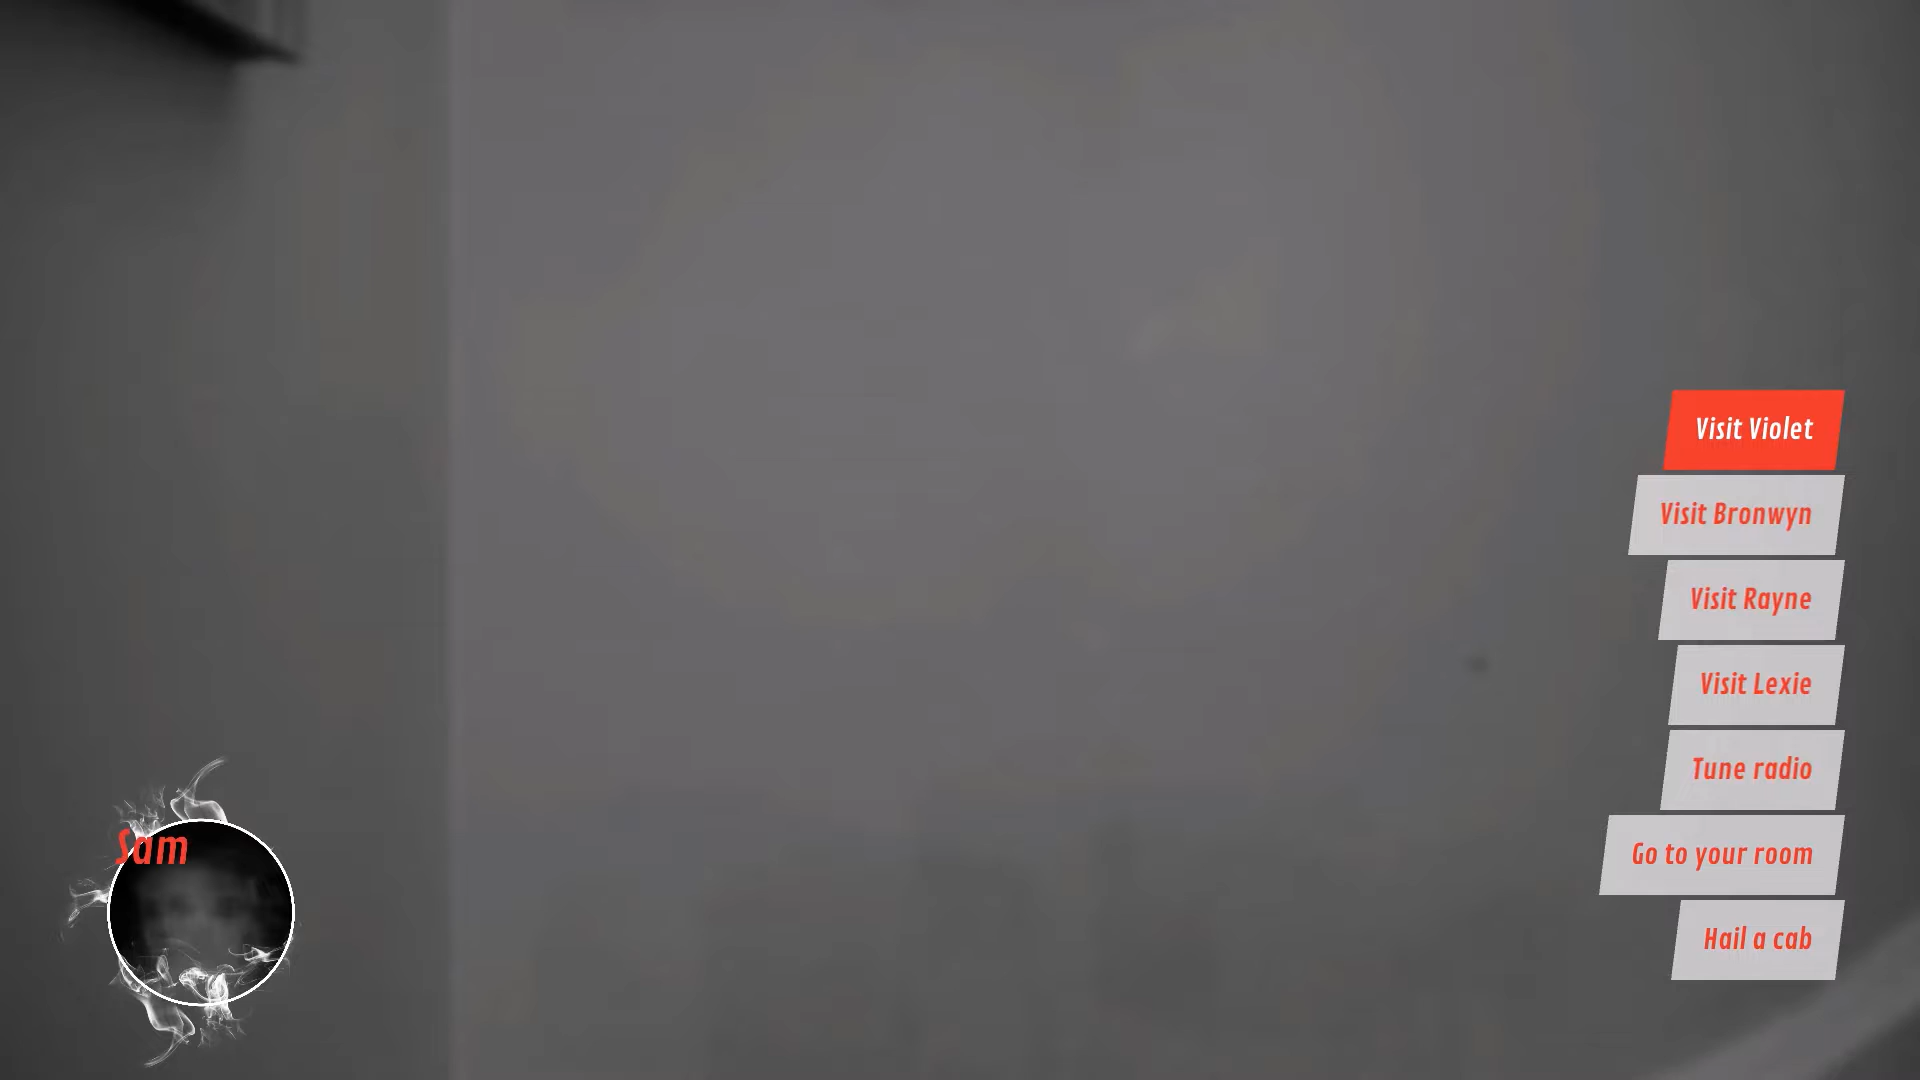 Visit Violet
Visit Bronwyn
Visit Rayne
Visit Lexie
Tune radio
Go to your room
Hail a cab
Sam